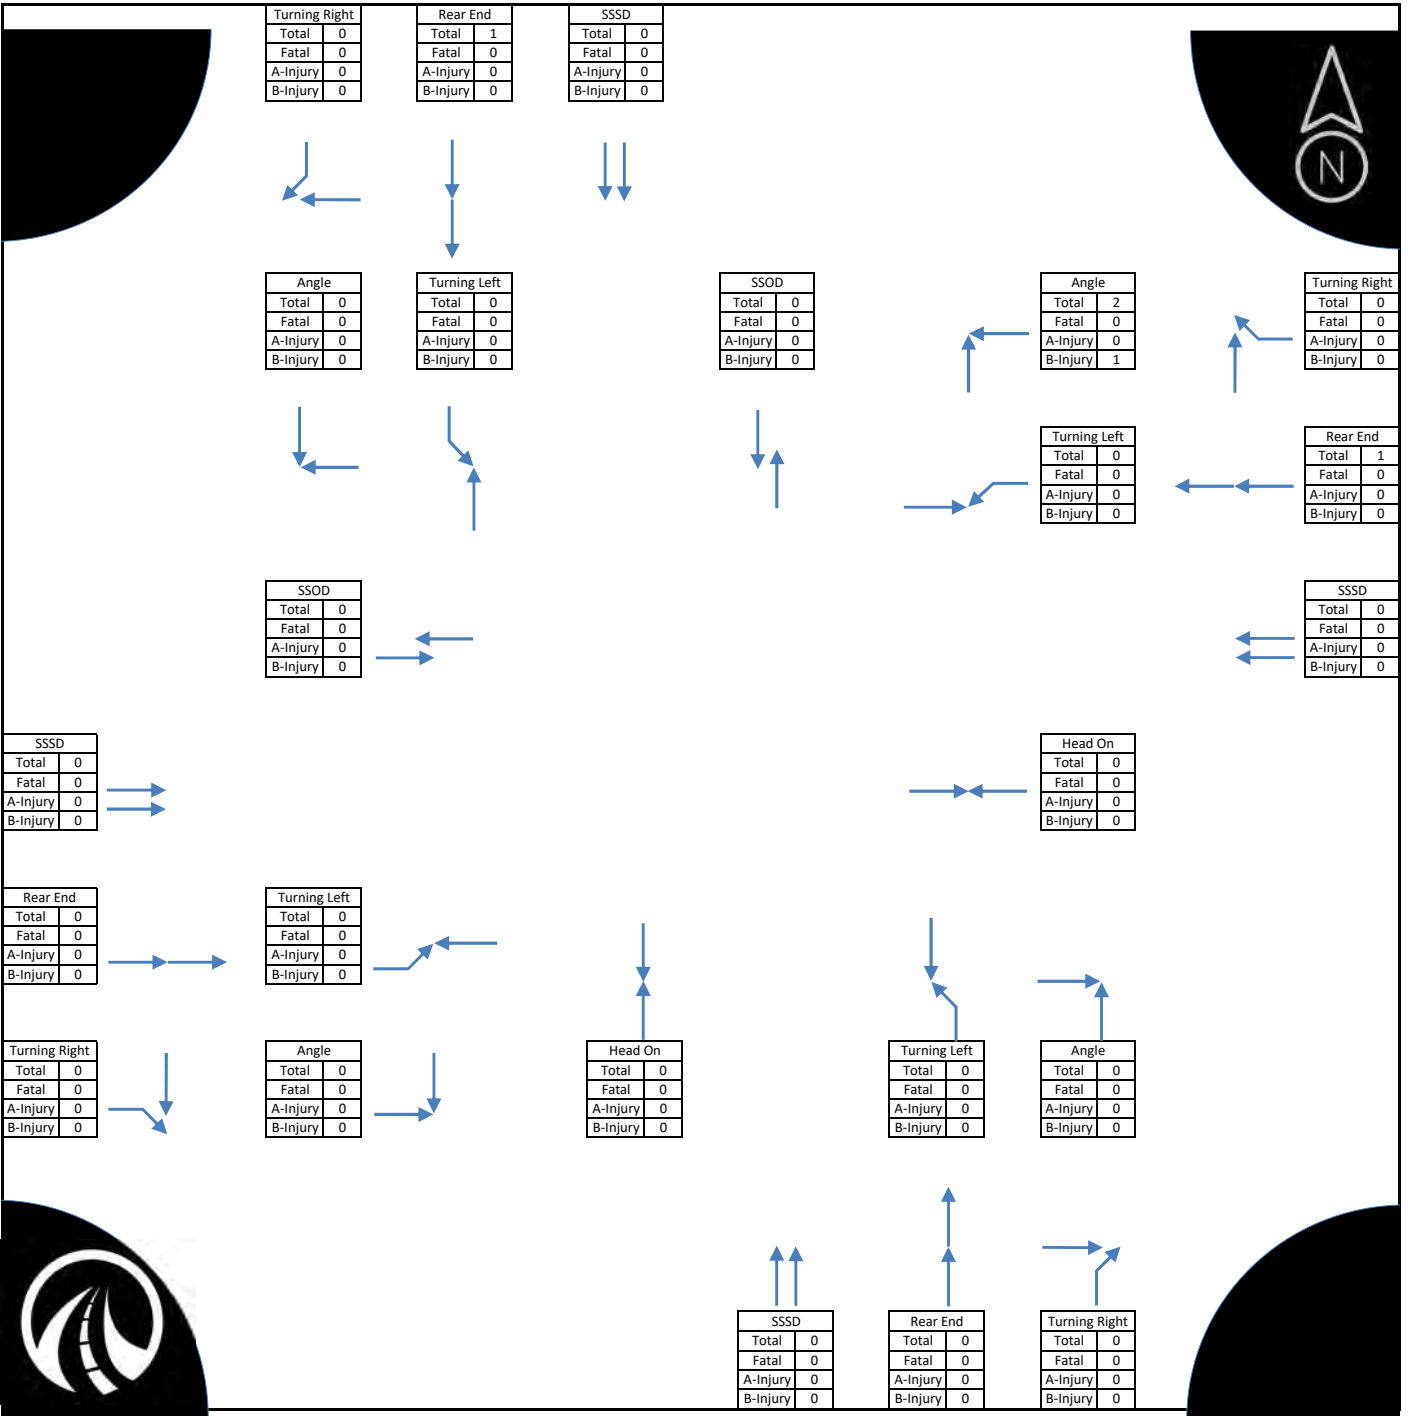 Turning Right
Total 0
Fatal 0
A-Injury 0
B-Injury 0
Rear End
Total 1
Fatal 0
A-Injury 0
B-Injury 0
SSSD
Total 0
Fatal 0
A-Injury 0
B-Injury 0
N
Angle
Total 0
Fatal 0
A-Injury 0
B-Injury 0
Turning Left
Total 0
Fatal 0
A-Injury 0
B-Injury 0
SSOD
Total 0
Fatal 0
A-Injury 0
B-Injury 0
Angle
Total 2
Fatal 0
A-Injury 0
B-Injury 1
Turning Right
Total 0
Fatal 0
A-Injury 0
B-Injury 0
Turning Left
Total 0
Fatal 0
A-Injury 0
B-Injury 0
Rear End
Total 1
Fatal 0
A-Injury 0
B-Injury 0
SSOD
Total 0
Fatal 0
A-Injury 0
B-Injury 0
SSSD
Total 0
Fatal 0
A-Injury 0
B-Injury 0
SSSD
Total 0
Fatal 0
A-Injury 0
B-Injury 0
Head On
Total 0
Fatal 0
A-Injury 0
B-Injury 0
Rear End
Total 0
Fatal 0
A-Injury 0
B-Injury 0
Turning Left
Total 0
Fatal 0
A-Injury 0
B-Injury 0
Turning Right
Total 0
Fatal 0
A-Injury 0
B-Injury 0
Angle
Total 0
Fatal 0
A-Injury 0
B-Injury 0
Head On
Total 0
Fatal 0
A-Injury 0
B-Injury 0
Turning Left
Total 0
Fatal 0
A-Injury 0
B-Injury 0
Angle
Total 0
Fatal 0
A-Injury 0
B-Injury 0
SSSD
Total 0
Fatal 0
A-Injury 0
B-Injury 0
Rear End
Total 0
Fatal 0
A-Injury 0
B-Injury 0
Turning Right
Total 0
Fatal 0
A-Injury 0
B-Injury 0